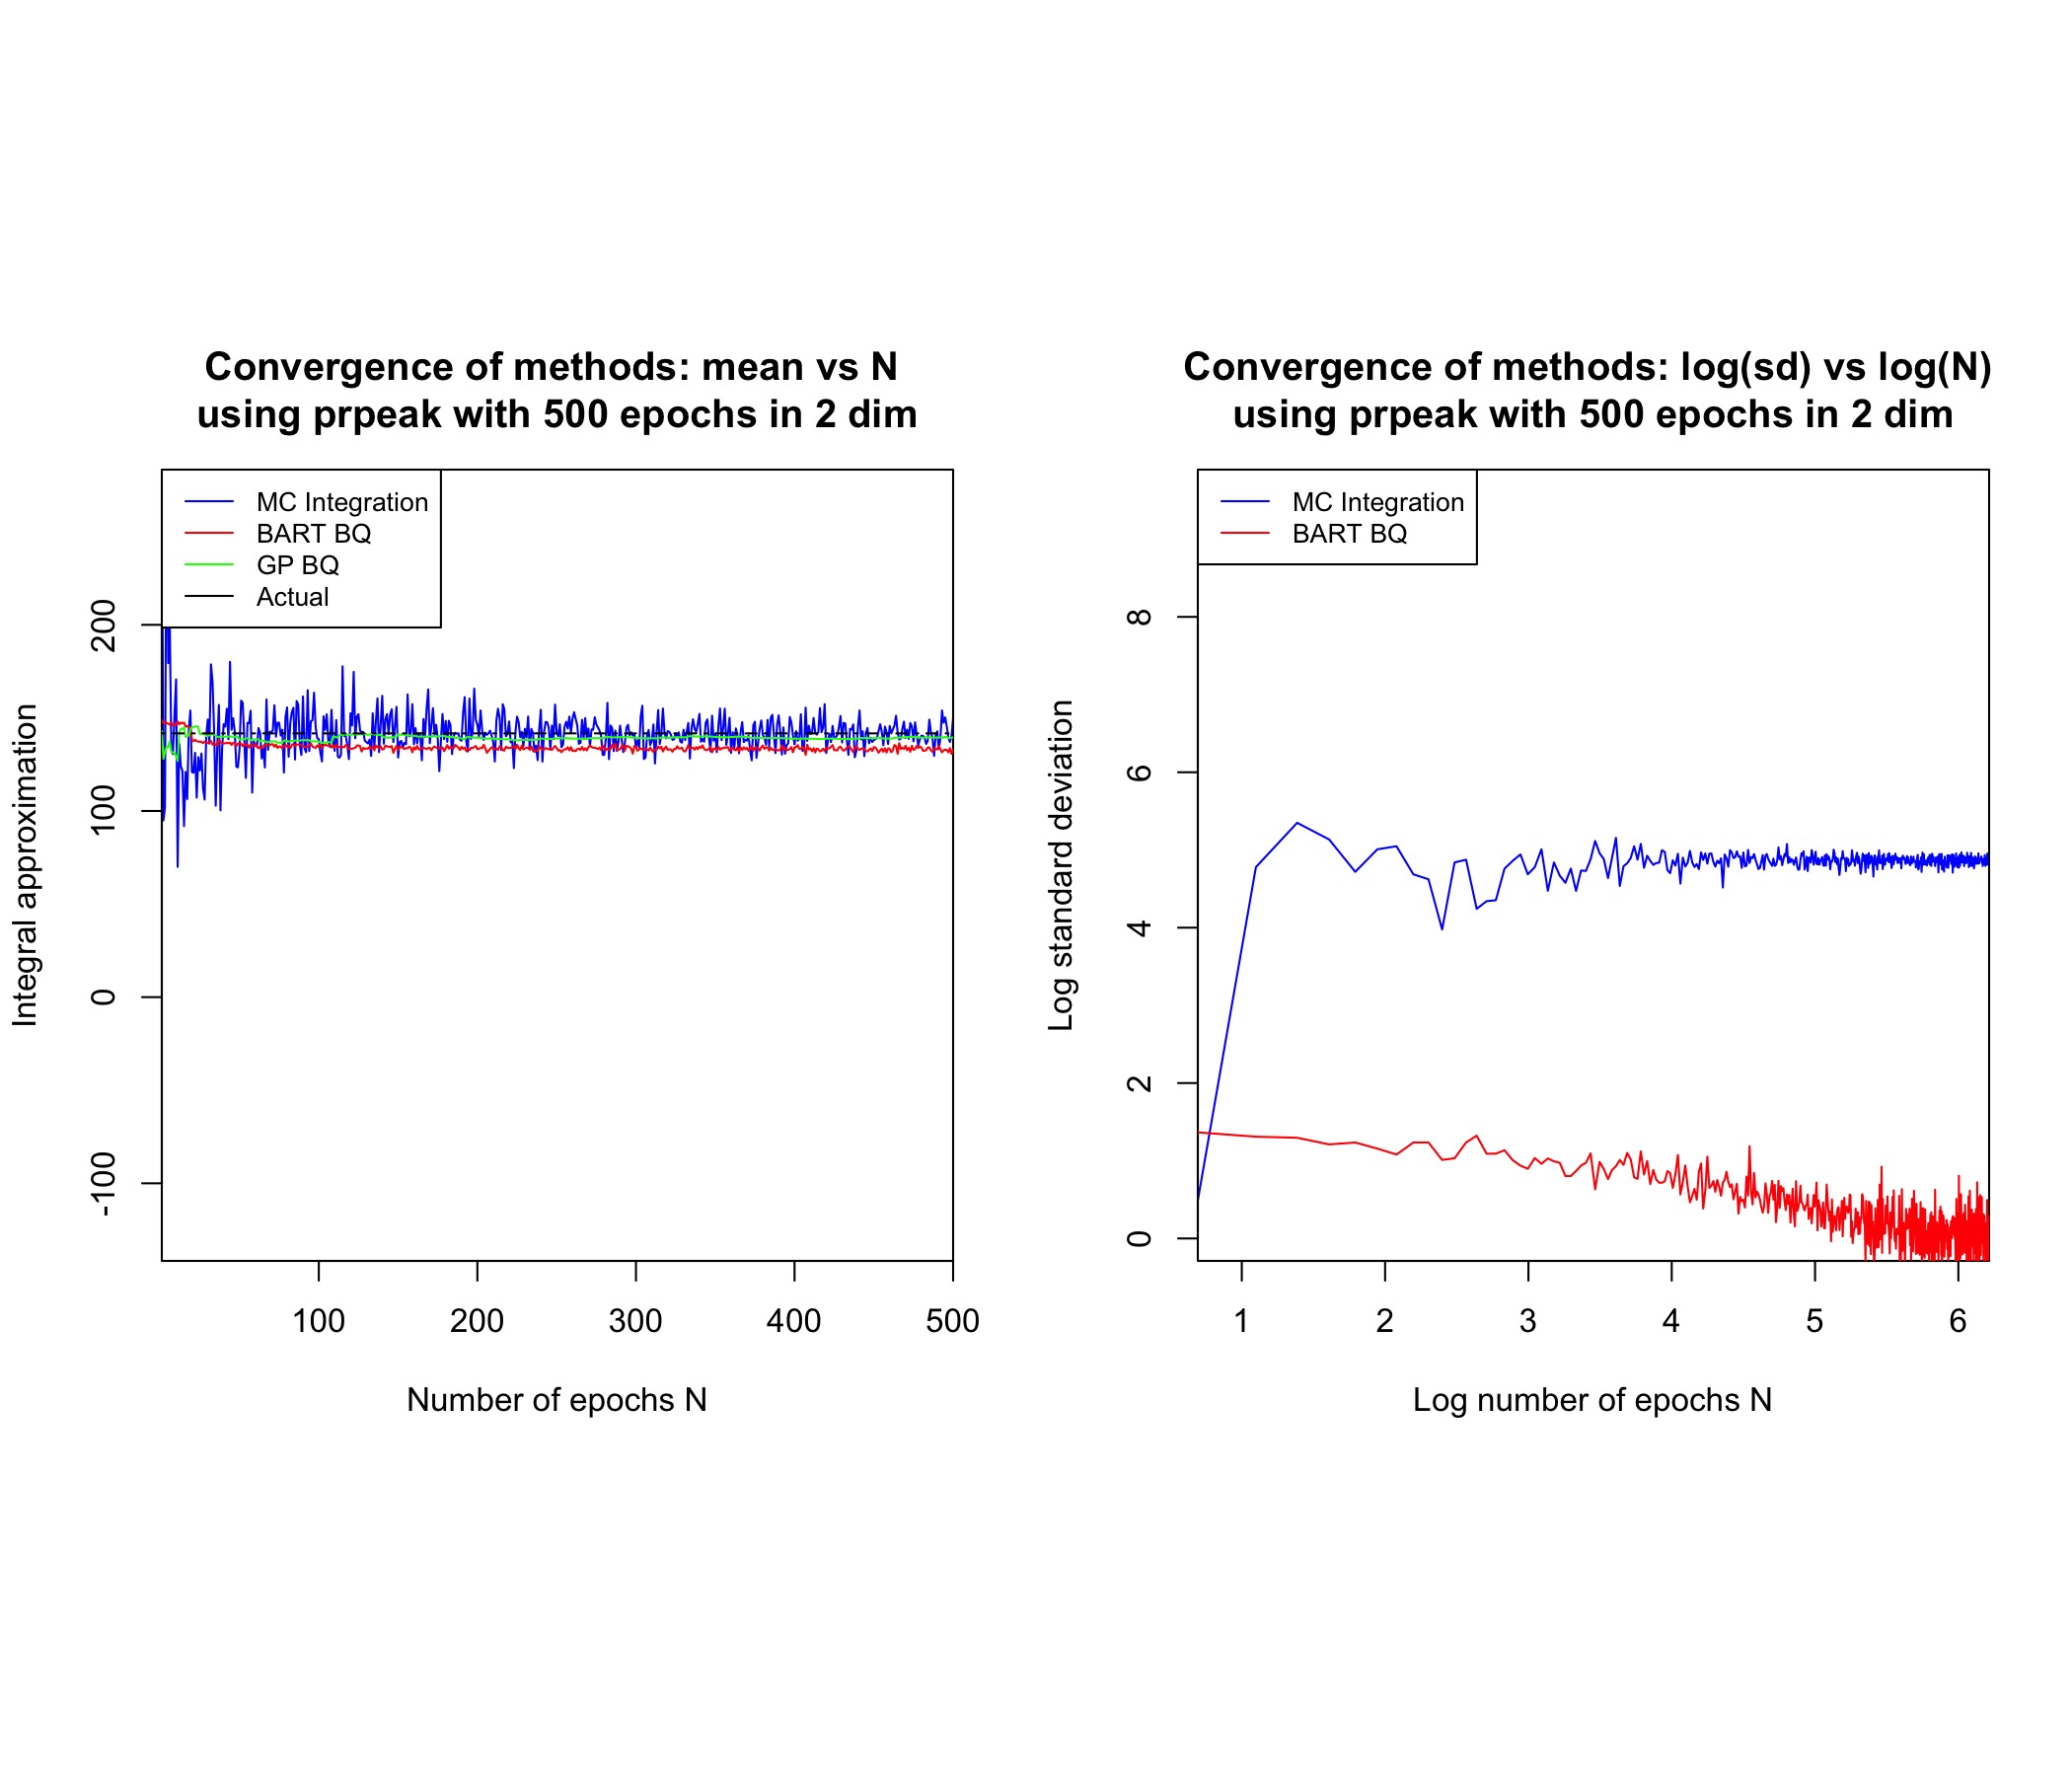 Convergence of methods: mean vs N
using prpeak with 500 epochs in 2 dim
MC Integration
BART BQ
GP BQ
Actual
Integral approximation
200
100
0
-100
100 200 300 400 500
Number of epochs N
Convergence of methods: log(sd) vs log(N)
using prpeak with 500 epochs in 2 dim
MC Integration
BART BQ
Log standard deviation
8
6
4
2
0
1 2 3 4 5 6
Log number of epochs N